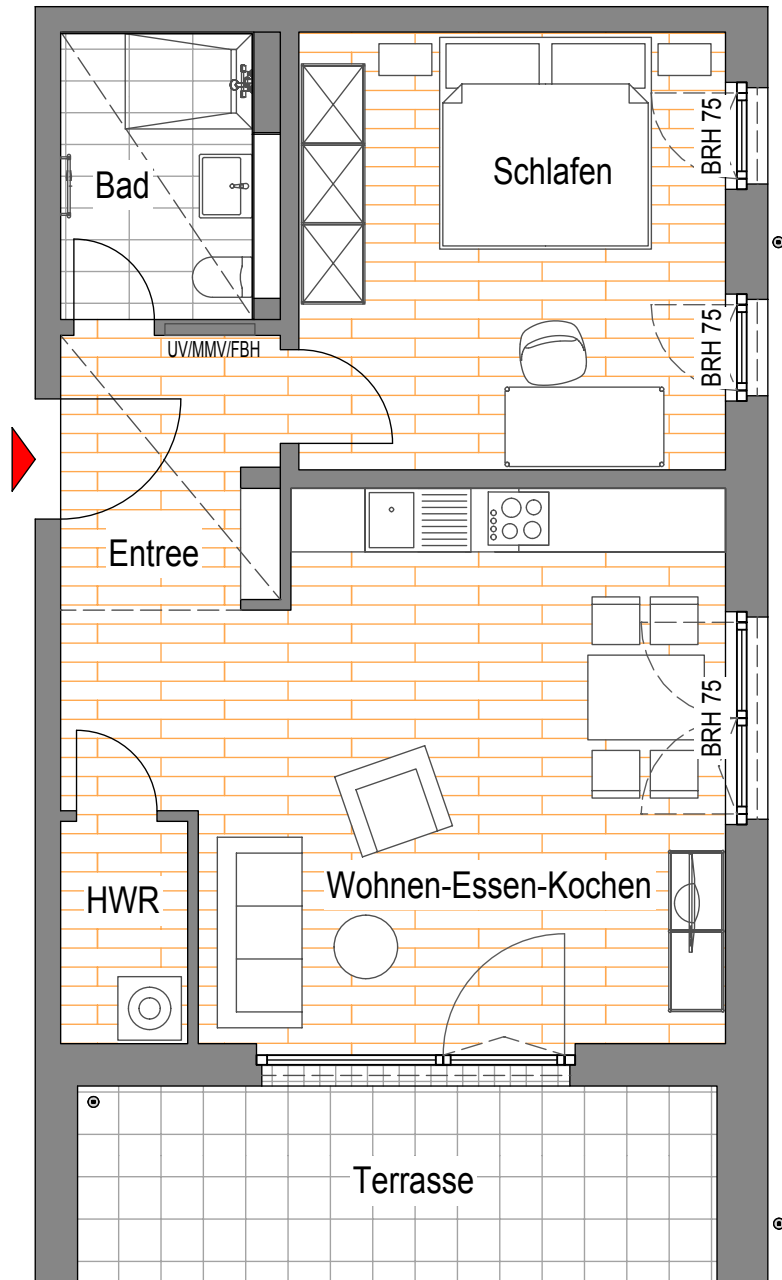 Bad
Schlafen
BRH 75
BRH 75
UV/MMV/FBH
Entree
BRH 75
HWR
Wohnen-Essen-Kochen
Terrasse